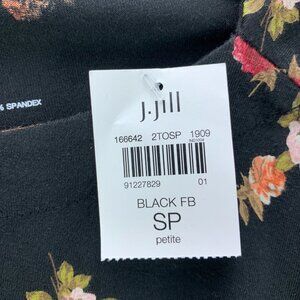 % SPANDEX
J.Jill
166642 2TOSP 1909
91227829 01
BLACK FB
SP
petite